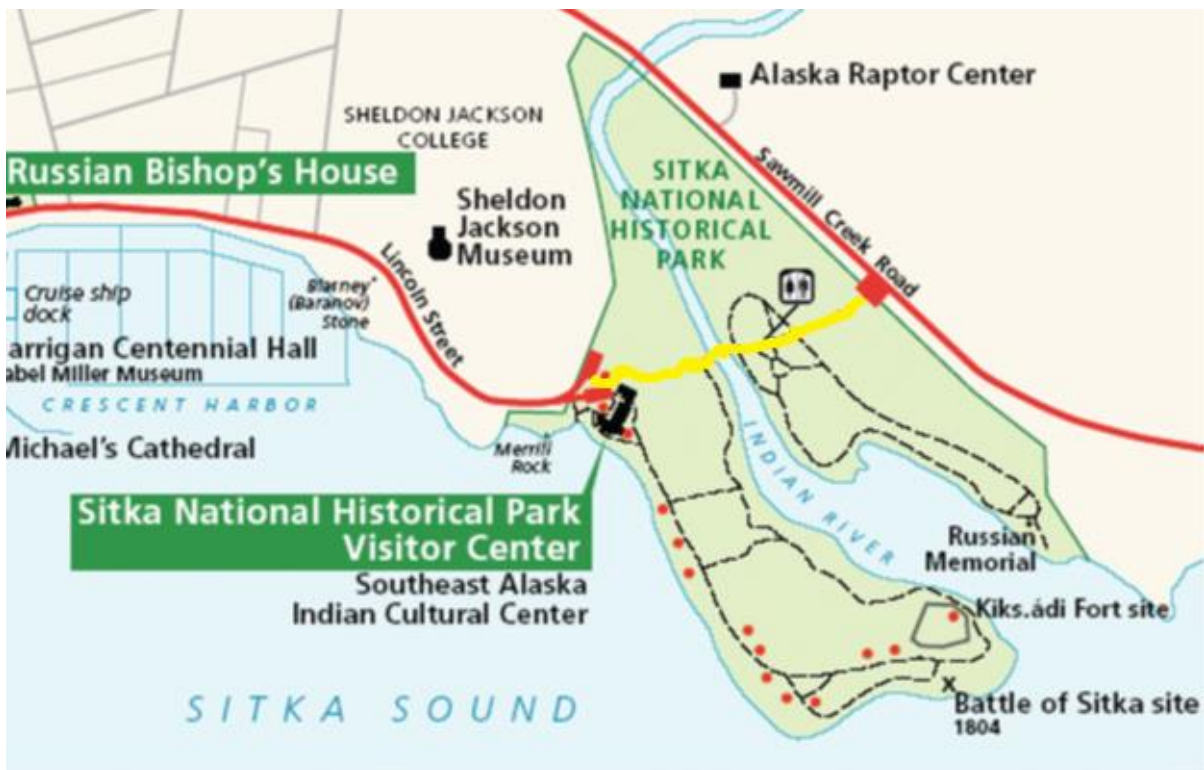 Alaska Raptor Center
SHELDON JACKSON
COLLEGE
Russian Bishop's House
Sawmill Creek Road
SITKA
NATIONAL
HISTORICAL
PARK
Sheldon
Jackson
Museum
Lincoln Street
Cruise ship
dock
Blarney
(Baranov)
Stone
arrigan Centennial Hall
abel Miller Museum
CRESCENT HARBOR
Michael's Cathedral
Merrill
Rock
INDIAN RIVER
Sitka National Historical Park
Visitor Center
Southeast Alaska
Indian Cultural Center
Russian
Memorial
Kiks.ádi Fort site
SITKA SOUND
Battle of Sitka site
1804